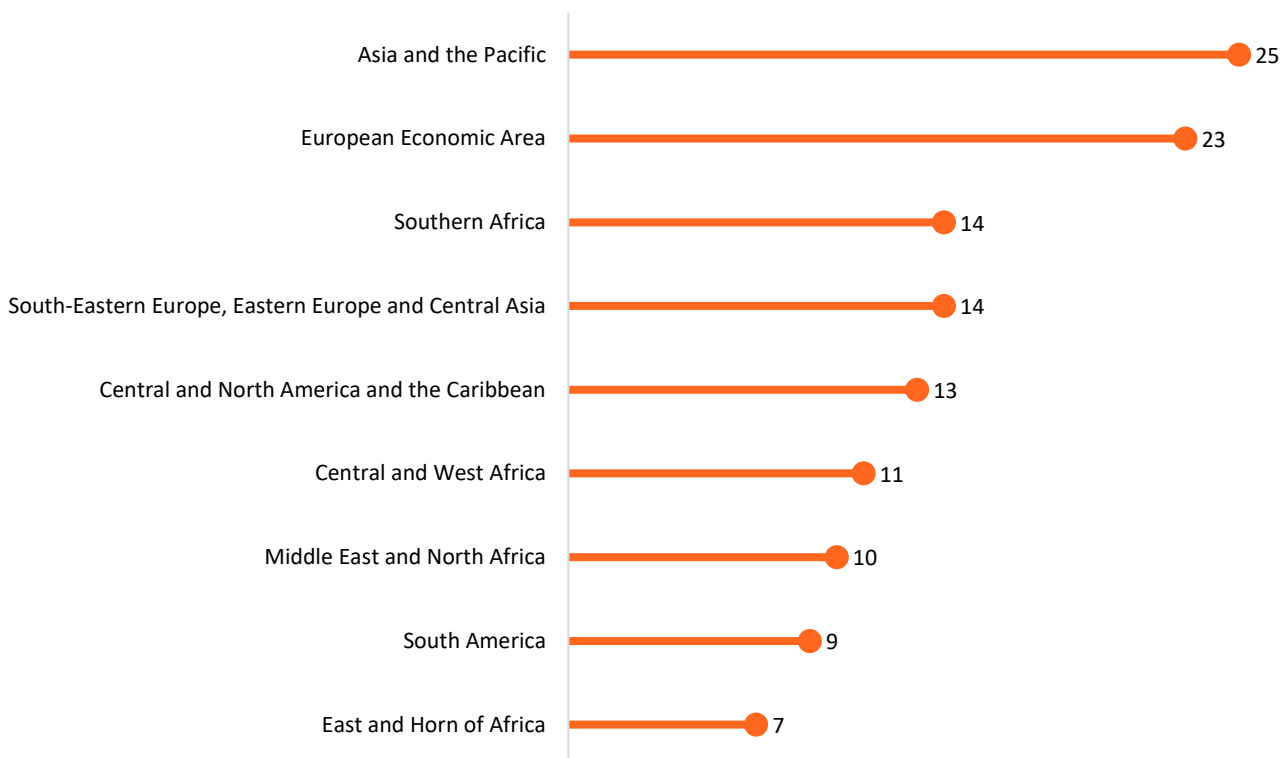 Asia and the Pacific 25
European Economic Area 23
Southern Africa 14
South-Eastern Europe, Eastern Europe and Central Asia 14
Central and North America and the Caribbean 13
Central and West Africa 11
Middle East and North Africa 10
South America 9
East and Horn of Africa 7